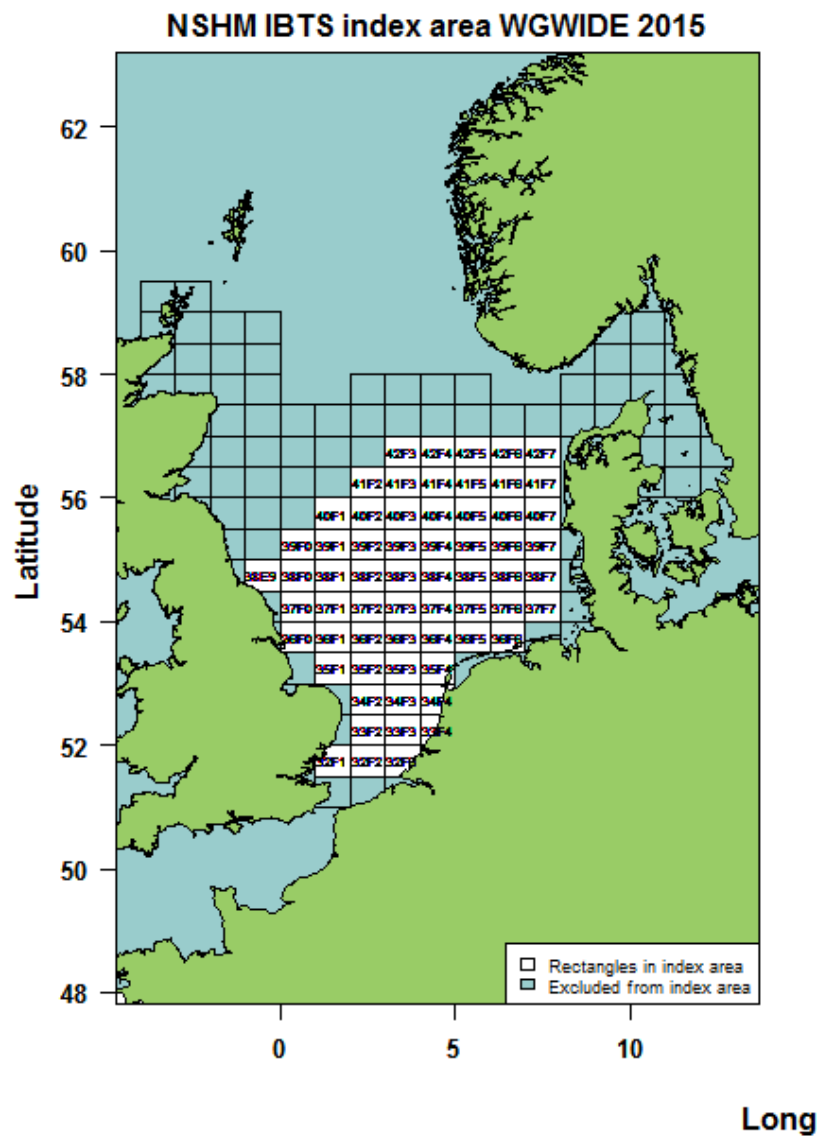 NSHM IBTS index area WGWIDE 2015
62
60
58
42F3 42F4 42F5 42F6 42F7
41F2 41F3 41F4 41F5 41F6 41F7
56
40F1 40F2 40F3 40F4 40F5 40F6 40F7
39F0 39F1 39F2 39F3 39F4 39F5 39F6 39F7
38E9 38F0 38F1 38F2 38F3 38F4 38F5 38F6 38F7
37F0 37F1 37F2 37F3 37F4 37F5 37F6 37F7
54
36F0 36F1 36F2 36F3 36F4 36F5 36F6
35F1 35F2 35F3 35F4
34F2 34F3 34F4
33F2 33F3 33F4
52
32F1 32F2 32F3
50
48
Latitude
Rectangles in index area
Excluded from index area
0 5 10
Long